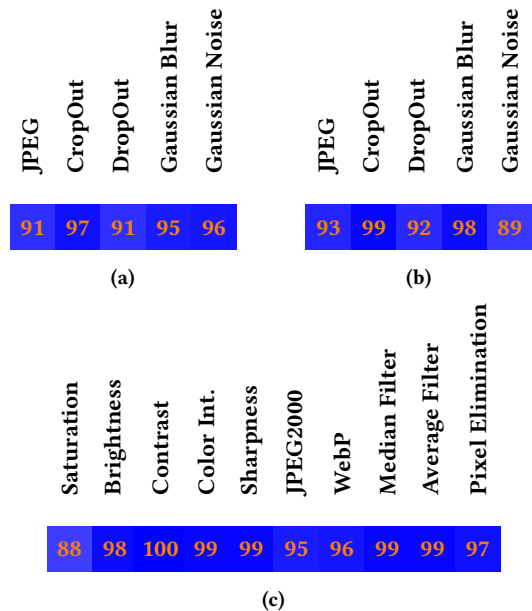 JPEG CropOut DropOut Gaussian Blur Gaussian Noise
91 97 91 95 96
(a)
JPEG CropOut DropOut Gaussian Blur Gaussian Noise
93 99 92 98 89
(b)
Saturation Brightness Contrast Color Int. Sharpness JPEG2000 WebP Median Filter Average Filter Pixel Elimination
88 98 100 99 99 95 96 99 99 97
(c)